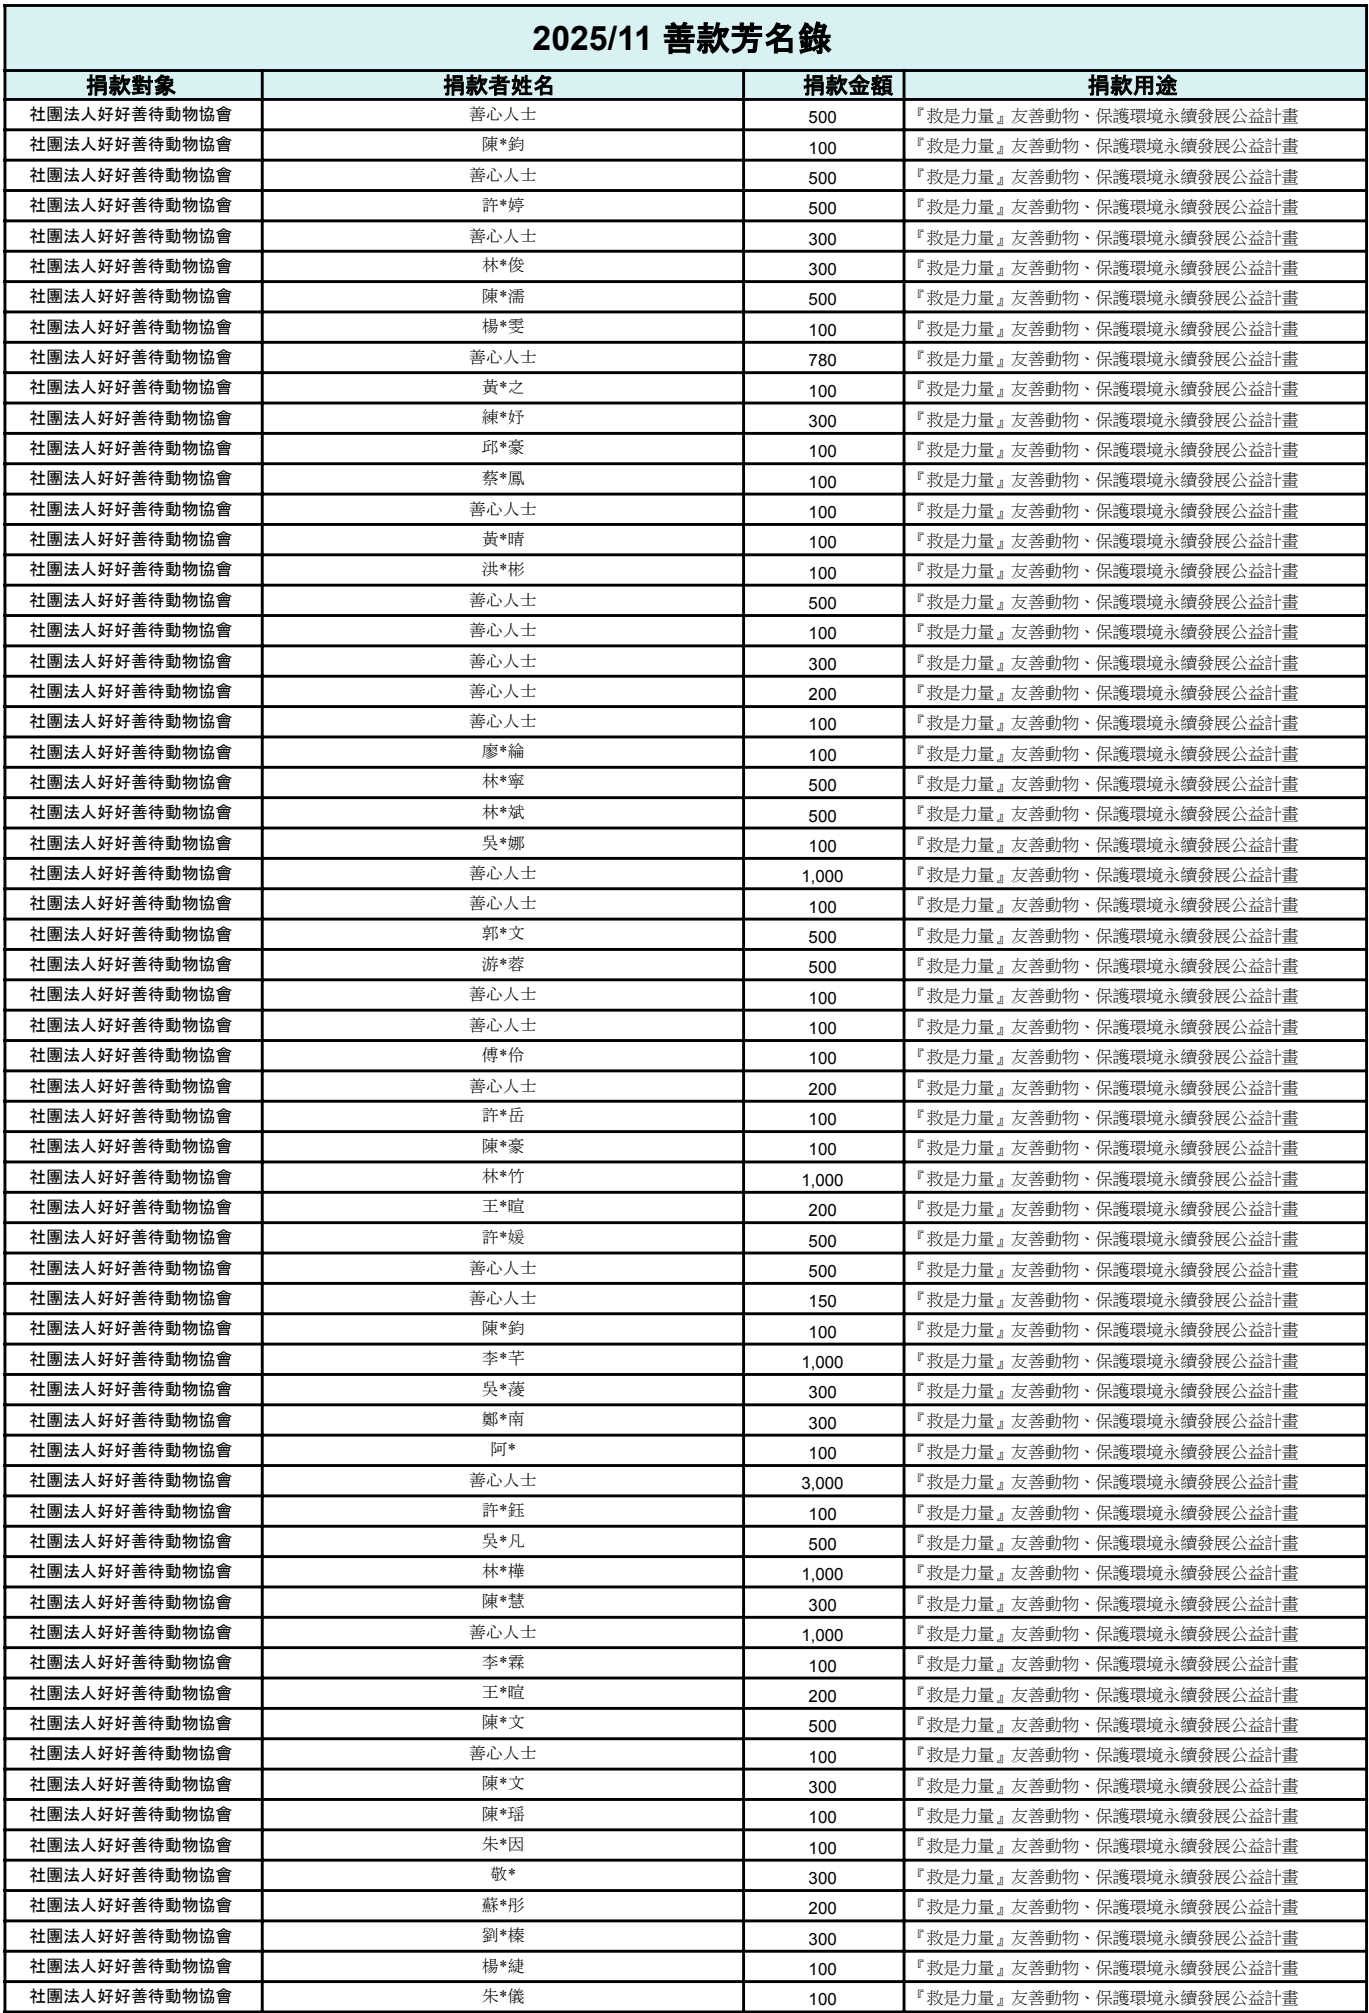 2025/11 善款芳名錄
捐款對象 捐款者姓名 捐款金額 捐款用途
社團法人好好善待動物協會 善心人士 500 『救是力量』友善動物、保護環境永續發展公益計畫
社團法人好好善待動物協會 陳*鈞 100 『救是力量』友善動物、保護環境永續發展公益計畫
社團法人好好善待動物協會 善心人士 500 『救是力量』友善動物、保護環境永續發展公益計畫
社團法人好好善待動物協會 許*婷 500 『救是力量』友善動物、保護環境永續發展公益計畫
社團法人好好善待動物協會 善心人士 300 『救是力量』友善動物、保護環境永續發展公益計畫
社團法人好好善待動物協會 林*俊 300 『救是力量』友善動物、保護環境永續發展公益計畫
社團法人好好善待動物協會 陳*濡 500 『救是力量』友善動物、保護環境永續發展公益計畫
社團法人好好善待動物協會 楊*雯 100 『救是力量』友善動物、保護環境永續發展公益計畫
社團法人好好善待動物協會 善心人士 780 『救是力量』友善動物、保護環境永續發展公益計畫
社團法人好好善待動物協會 黃*之 100 『救是力量』友善動物、保護環境永續發展公益計畫
社團法人好好善待動物協會 練*妤 300 『救是力量』友善動物、保護環境永續發展公益計畫
社團法人好好善待動物協會 邱*豪 100 『救是力量』友善動物、保護環境永續發展公益計畫
社團法人好好善待動物協會 蔡*鳳 100 『救是力量』友善動物、保護環境永續發展公益計畫
社團法人好好善待動物協會 善心人士 100 『救是力量』友善動物、保護環境永續發展公益計畫
社團法人好好善待動物協會 黃*晴 100 『救是力量』友善動物、保護環境永續發展公益計畫
社團法人好好善待動物協會 洪*彬 100 『救是力量』友善動物、保護環境永續發展公益計畫
社團法人好好善待動物協會 善心人士 500 『救是力量』友善動物、保護環境永續發展公益計畫
社團法人好好善待動物協會 善心人士 100 『救是力量』友善動物、保護環境永續發展公益計畫
社團法人好好善待動物協會 善心人士 300 『救是力量』友善動物、保護環境永續發展公益計畫
社團法人好好善待動物協會 善心人士 200 『救是力量』友善動物、保護環境永續發展公益計畫
社團法人好好善待動物協會 善心人士 100 『救是力量』友善動物、保護環境永續發展公益計畫
社團法人好好善待動物協會 廖*綸 100 『救是力量』友善動物、保護環境永續發展公益計畫
社團法人好好善待動物協會 林*寧 500 『救是力量』友善動物、保護環境永續發展公益計畫
社團法人好好善待動物協會 林*斌 500 『救是力量』友善動物、保護環境永續發展公益計畫
社團法人好好善待動物協會 吳*娜 100 『救是力量』友善動物、保護環境永續發展公益計畫
社團法人好好善待動物協會 善心人士 1,000 『救是力量』友善動物、保護環境永續發展公益計畫
社團法人好好善待動物協會 善心人士 100 『救是力量』友善動物、保護環境永續發展公益計畫
社團法人好好善待動物協會 郭*文 500 『救是力量』友善動物、保護環境永續發展公益計畫
社團法人好好善待動物協會 游*蓉 500 『救是力量』友善動物、保護環境永續發展公益計畫
社團法人好好善待動物協會 善心人士 100 『救是力量』友善動物、保護環境永續發展公益計畫
社團法人好好善待動物協會 善心人士 100 『救是力量』友善動物、保護環境永續發展公益計畫
社團法人好好善待動物協會 傅*伶 100 『救是力量』友善動物、保護環境永續發展公益計畫
社團法人好好善待動物協會 善心人士 200 『救是力量』友善動物、保護環境永續發展公益計畫
社團法人好好善待動物協會 許*岳 100 『救是力量』友善動物、保護環境永續發展公益計畫
社團法人好好善待動物協會 陳*豪 100 『救是力量』友善動物、保護環境永續發展公益計畫
社團法人好好善待動物協會 林*竹 1,000 『救是力量』友善動物、保護環境永續發展公益計畫
社團法人好好善待動物協會 王*暄 200 『救是力量』友善動物、保護環境永續發展公益計畫
社團法人好好善待動物協會 許*媛 500 『救是力量』友善動物、保護環境永續發展公益計畫
社團法人好好善待動物協會 善心人士 500 『救是力量』友善動物、保護環境永續發展公益計畫
社團法人好好善待動物協會 善心人士 150 『救是力量』友善動物、保護環境永續發展公益計畫
社團法人好好善待動物協會 陳*鈞 100 『救是力量』友善動物、保護環境永續發展公益計畫
社團法人好好善待動物協會 李*芊 1,000 『救是力量』友善動物、保護環境永續發展公益計畫
社團法人好好善待動物協會 吳*蓤 300 『救是力量』友善動物、保護環境永續發展公益計畫
社團法人好好善待動物協會 鄭*南 300 『救是力量』友善動物、保護環境永續發展公益計畫
社團法人好好善待動物協會 阿* 100 『救是力量』友善動物、保護環境永續發展公益計畫
社團法人好好善待動物協會 善心人士 3,000 『救是力量』友善動物、保護環境永續發展公益計畫
社團法人好好善待動物協會 許*鈺 100 『救是力量』友善動物、保護環境永續發展公益計畫
社團法人好好善待動物協會 吳*凡 500 『救是力量』友善動物、保護環境永續發展公益計畫
社團法人好好善待動物協會 林*樺 1,000 『救是力量』友善動物、保護環境永續發展公益計畫
社團法人好好善待動物協會 陳*慧 300 『救是力量』友善動物、保護環境永續發展公益計畫
社團法人好好善待動物協會 善心人士 1,000 『救是力量』友善動物、保護環境永續發展公益計畫
社團法人好好善待動物協會 李*霖 100 『救是力量』友善動物、保護環境永續發展公益計畫
社團法人好好善待動物協會 王*暄 200 『救是力量』友善動物、保護環境永續發展公益計畫
社團法人好好善待動物協會 陳*文 500 『救是力量』友善動物、保護環境永續發展公益計畫
社團法人好好善待動物協會 善心人士 100 『救是力量』友善動物、保護環境永續發展公益計畫
社團法人好好善待動物協會 陳*文 300 『救是力量』友善動物、保護環境永續發展公益計畫
社團法人好好善待動物協會 陳*瑶 100 『救是力量』友善動物、保護環境永續發展公益計畫
社團法人好好善待動物協會 朱*因 100 『救是力量』友善動物、保護環境永續發展公益計畫
社團法人好好善待動物協會 敬* 300 『救是力量』友善動物、保護環境永續發展公益計畫
社團法人好好善待動物協會 蘇*彤 200 『救是力量』友善動物、保護環境永續發展公益計畫
社團法人好好善待動物協會 劉*榛 300 『救是力量』友善動物、保護環境永續發展公益計畫
社團法人好好善待動物協會 楊*緁 100 『救是力量』友善動物、保護環境永續發展公益計畫
社團法人好好善待動物協會 朱*儀 100 『救是力量』友善動物、保護環境永續發展公益計畫